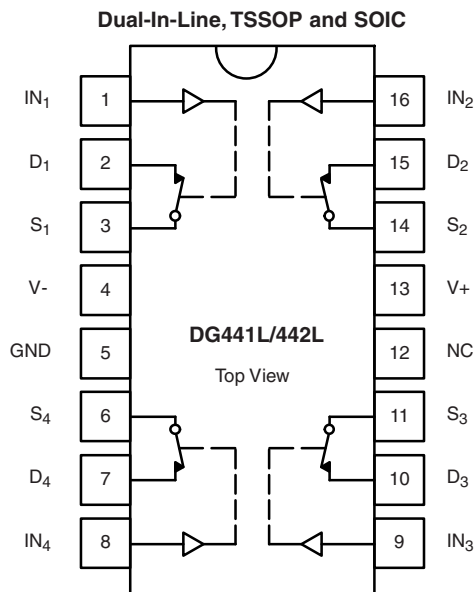 Dual-In-Line, TSSOP and SOIC
IN1 1 16 IN2
D1 2 15 D2
S1 3 14 S2
V- 4 13 V+
GND 5 12 NC
DG441L/442L
Top View
S4 6 11 S3
D4 7 10 D3
IN4 8 9 IN3